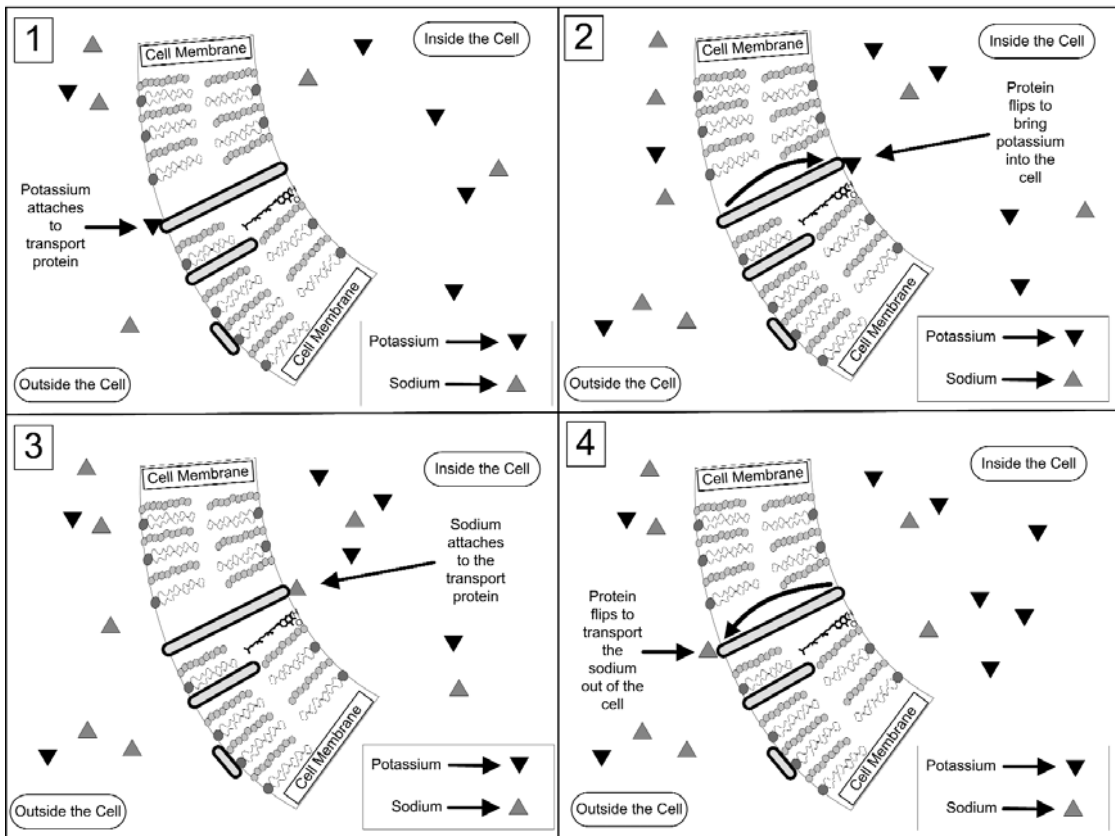 1
Cell Membrane
Inside the Cell
Potassium
attaches
to
transport
protein
Cell Membrane
Potassium
Sodium
Outside the Cell
2
Cell Membrane
Inside the Cell
Protein
flips to
bring
potassium
into the
cell
Cell Membrane
Potassium
Sodium
Outside the Cell
3
Cell Membrane
Inside the Cell
Sodium
attaches
to the
transport
protein
Cell Membrane
Potassium
Sodium
Outside the Cell
4
Cell Membrane
Inside the Cell
Protein
flips to
transport
the
sodium
out of the
cell
Cell Membrane
Potassium
Sodium
Outside the Cell